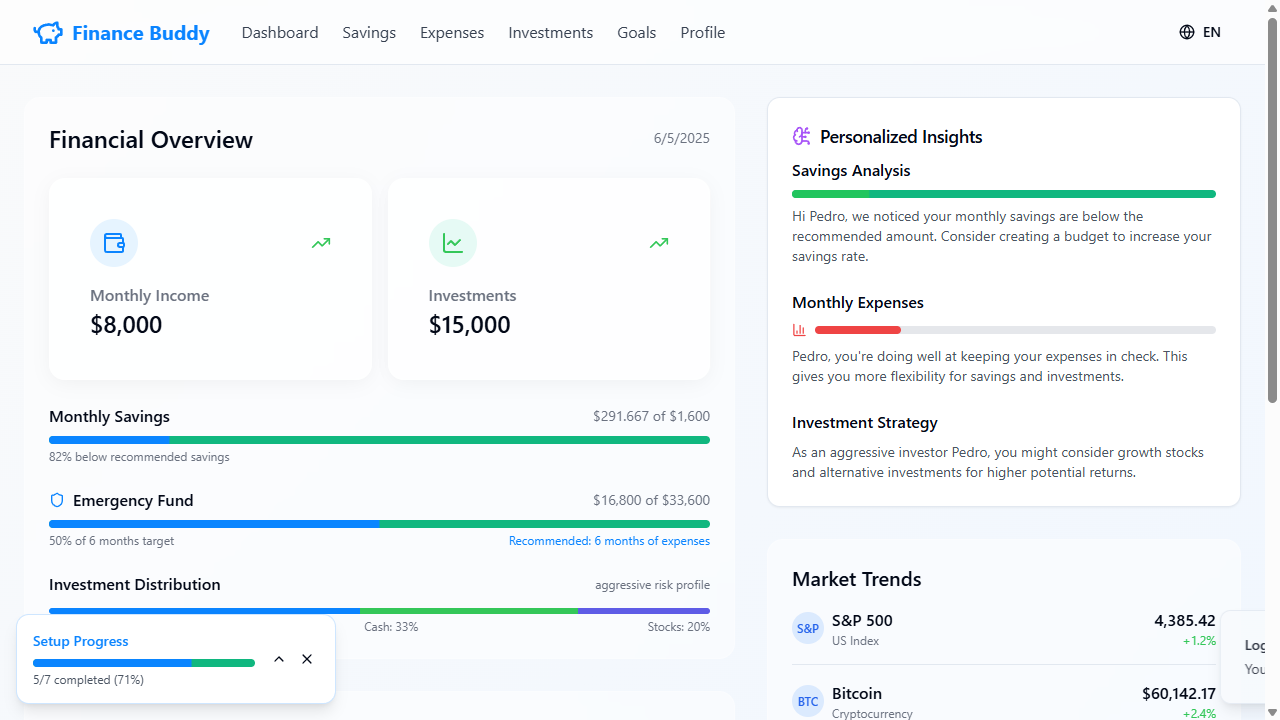 Finance Buddy
Dashboard
Savings
Expenses
Investments
Goals
Profile
EN
Financial Overview
6/5/2025
Monthly Income
$8,000
Investments
$15,000
Monthly Savings
$291.667 of $1,600
82% below recommended savings
Emergency Fund
$16,800 of $33,600
50% of 6 months target
Recommended: 6 months of expenses
Investment Distribution
aggressive risk profile
Cash: 33%
Stocks: 20%
Setup Progress
5/7 completed (71%)
Personalized Insights
Savings Analysis
Hi Pedro, we noticed your monthly savings are below the
recommended amount. Consider creating a budget to increase your
savings rate.
Monthly Expenses
Pedro, you're doing well at keeping your expenses in check. This
gives you more flexibility for savings and investments.
Investment Strategy
As an aggressive investor Pedro, you might consider growth stocks
and alternative investments for higher potential returns.
Market Trends
S&P
S&P 500
4,385.42
US Index
+1.2%
BTC
Bitcoin
$60,142.17
Cryptocurrency
+2.4%